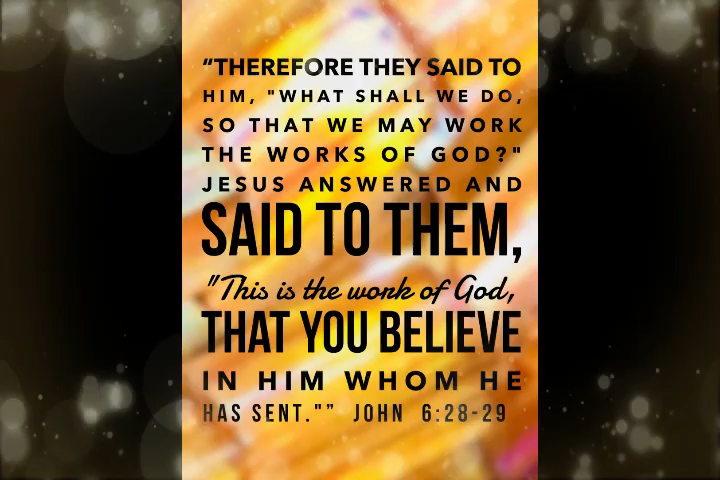 “THEREFORE THEY SAID TO
HIM, "WHAT SHALL WE DO,
SO THAT WE MAY WORK
THE WORKS OF GOD?"
JESUS ANSWERED AND
SAID TO THEM,
"This is the work of God,
THAT YOU BELIEVE
IN HIM WHOM HE
HAS SENT."” JOHN 6:28-29